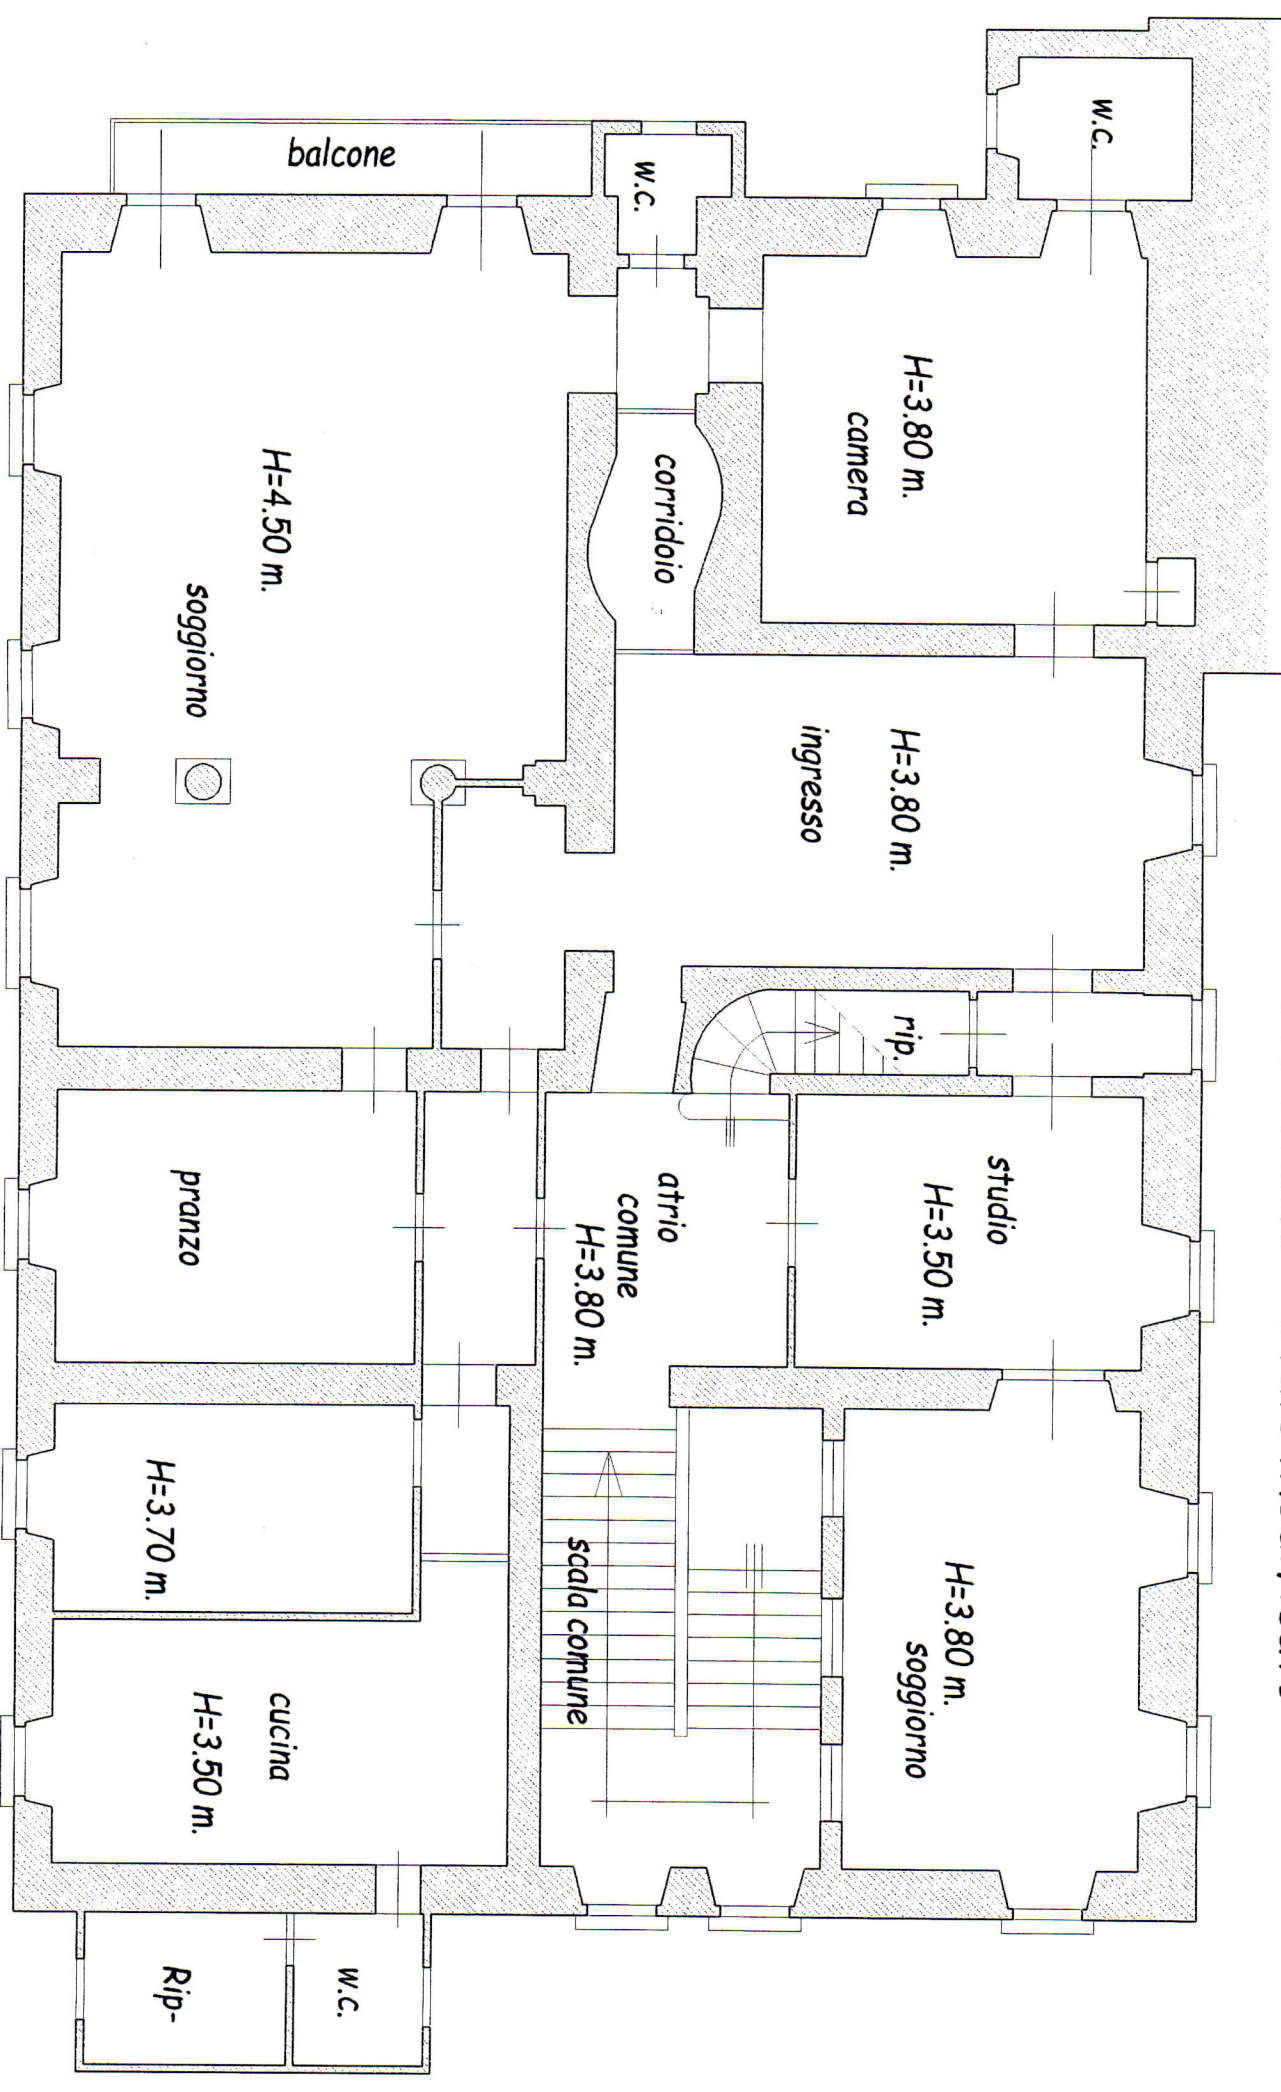 w.c.
balcone
w.c.
H=3.80 m.
camera
corridoio
H=4.50 m.
soggiorno
H=3.80 m.
ingresso
rip.
studio
H=3.50 m.
atrio
comune
H=3.80 m.
pranzo
H=3.70 m.
scala comune
H=3.80 m.
soggiorno
cucina
H=3.50 m.
w.c.
Rip-